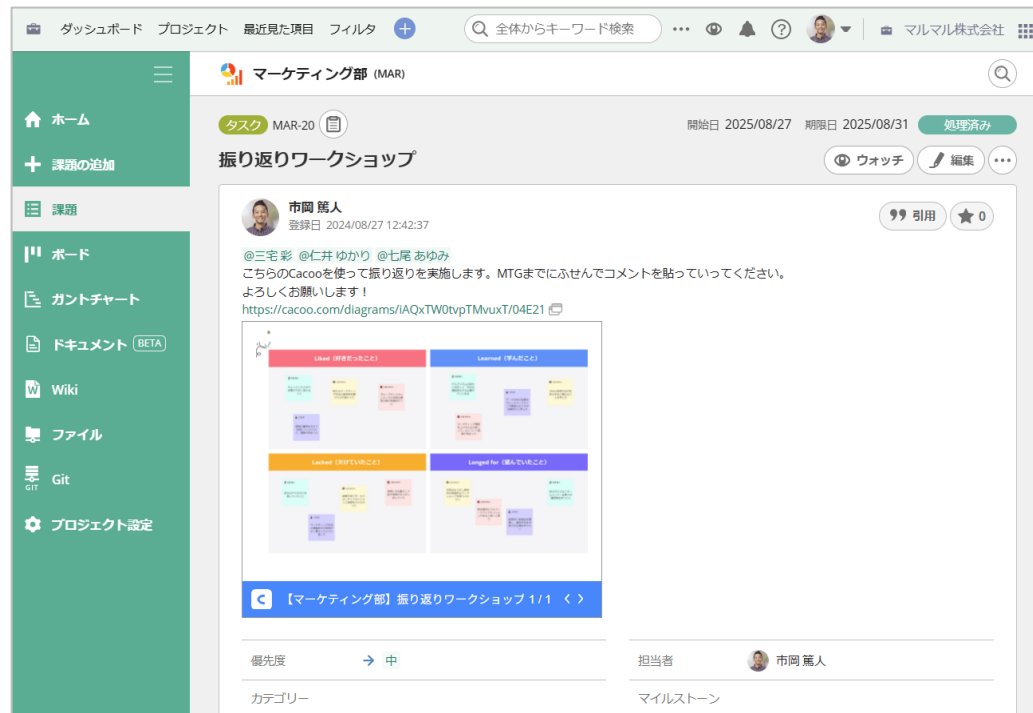 ダッシュボード プロジェクト 最近見た項目 フィルタ 全体からキーワード検索 マルマル株式会社
マーケティング部 (MAR)
ホーム
課題の追加
課題
ボード
ガントチャート
ドキュメント BETA
Wiki
ファイル
GIT Git
プロジェクト設定
タスク MAR-20 開始日 2025/08/27 期限日 2025/08/31 処理済み
振り返りワークショップ ウォッチ 編集
市岡 篤人
登録日 2024/08/27 12:42:37
引用 0
@三宅 彩 @仁井 ゆかり @七尾 あゆみ
こちらのCacooを使って振り返りを実施します。MTGまでにふせんでコメントを貼っていってください。
よろしくお願いします！
https://cacoo.com/diagrams/iAQxTW0tvpTMvuxT/04E21
Liked（好きだったこと） Learned（学んだこと）
Lacked（欠けていたこと） Longed for（望んでいたこと）
【マーケティング部】振り返りワークショップ 1 / 1
優先度 中 担当者 市岡 篤人
カテゴリー マイルストーン